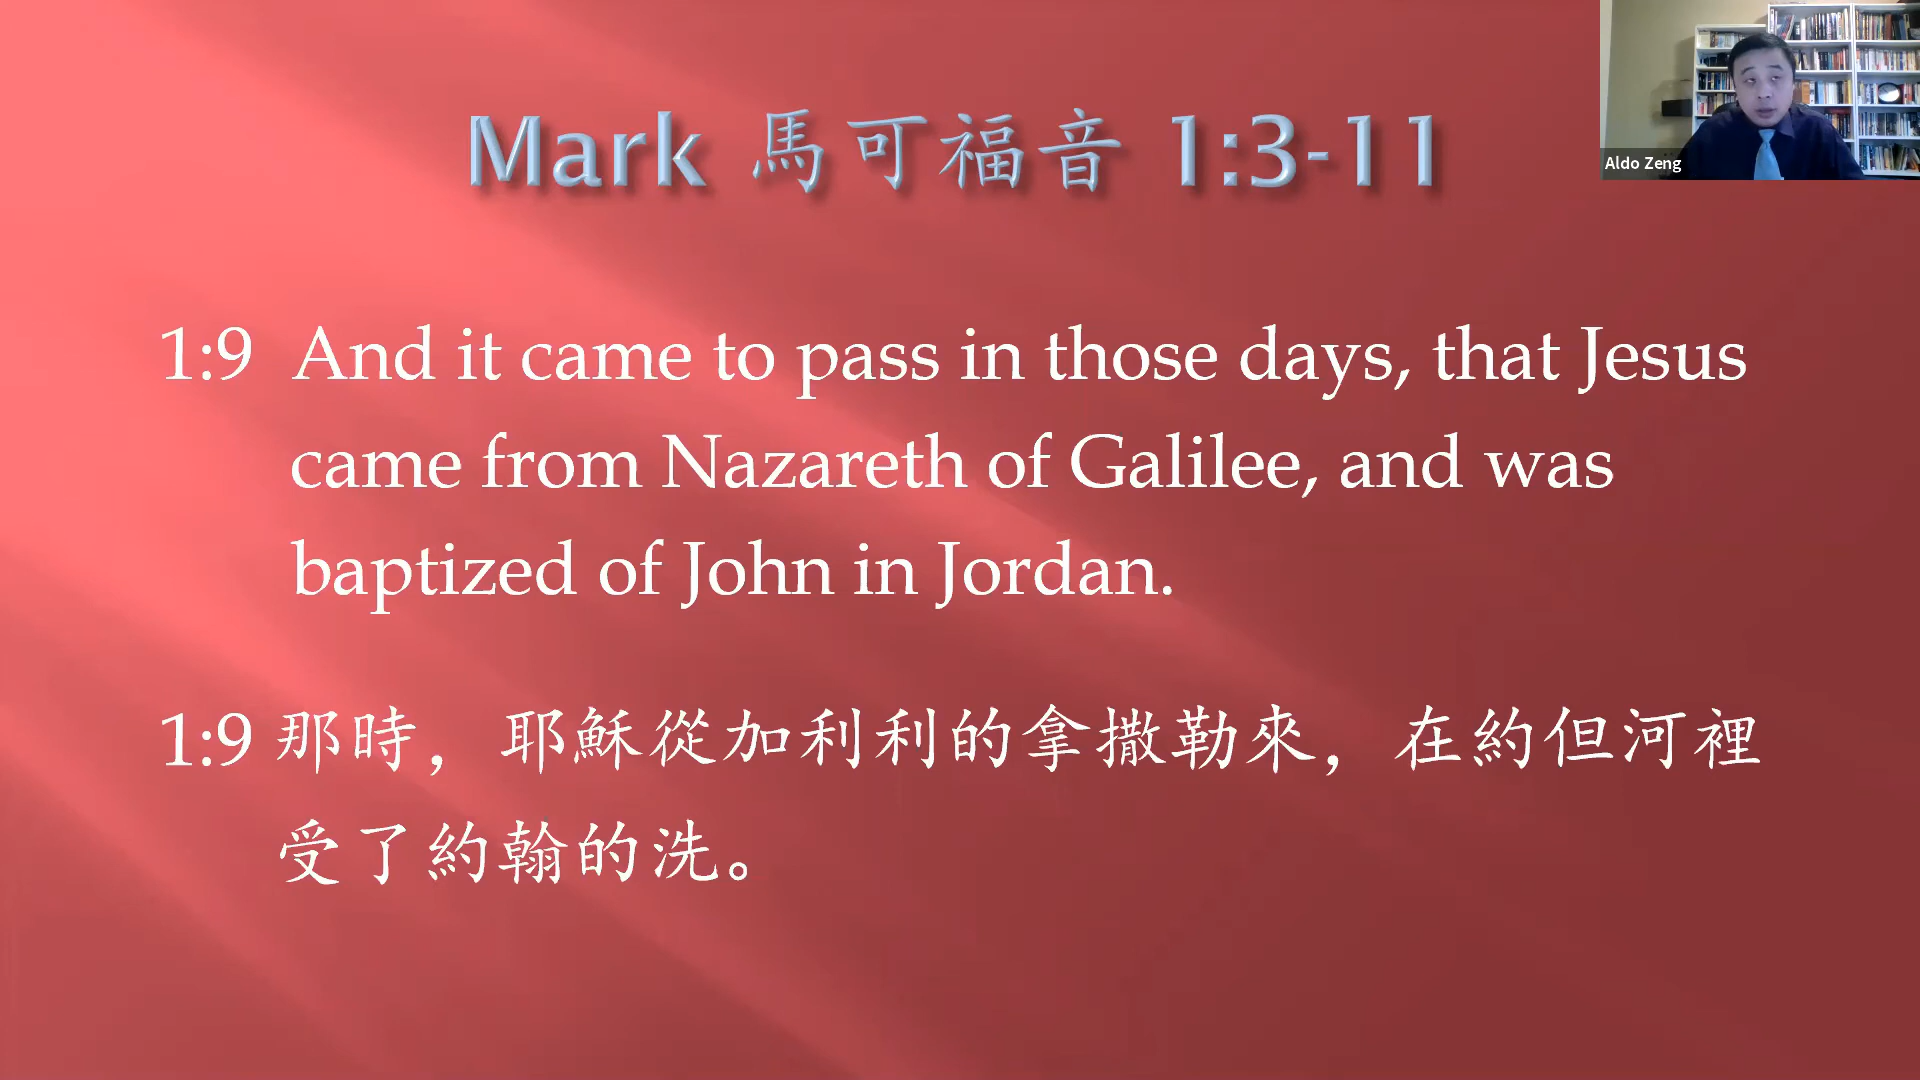 Mark 馬可福音 1:3-11
Aldo Zeng
1:9 And it came to pass in those days, that Jesus
came from Nazareth of Galilee, and was
baptized of John in Jordan.
1:9 那時，耶穌從加利利的拿撒勒來，在約但河裡
受了約翰的洗。